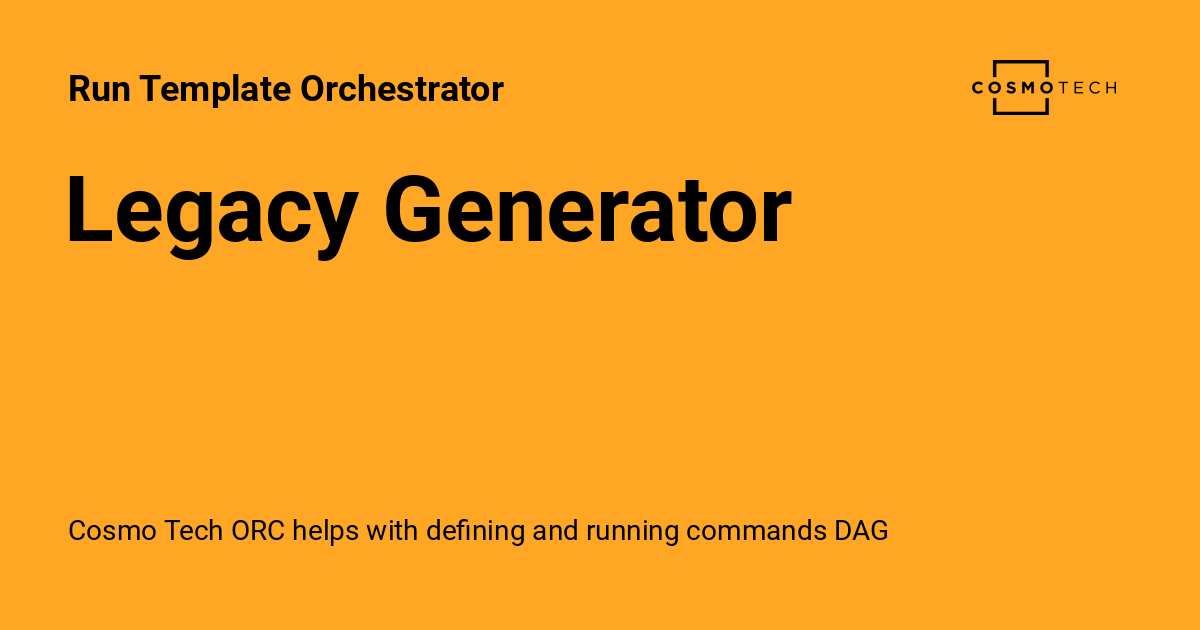 Run Template Orchestrator
COSMOTECH
Legacy Generator
Cosmo Tech ORC helps with defining and running commands DAG